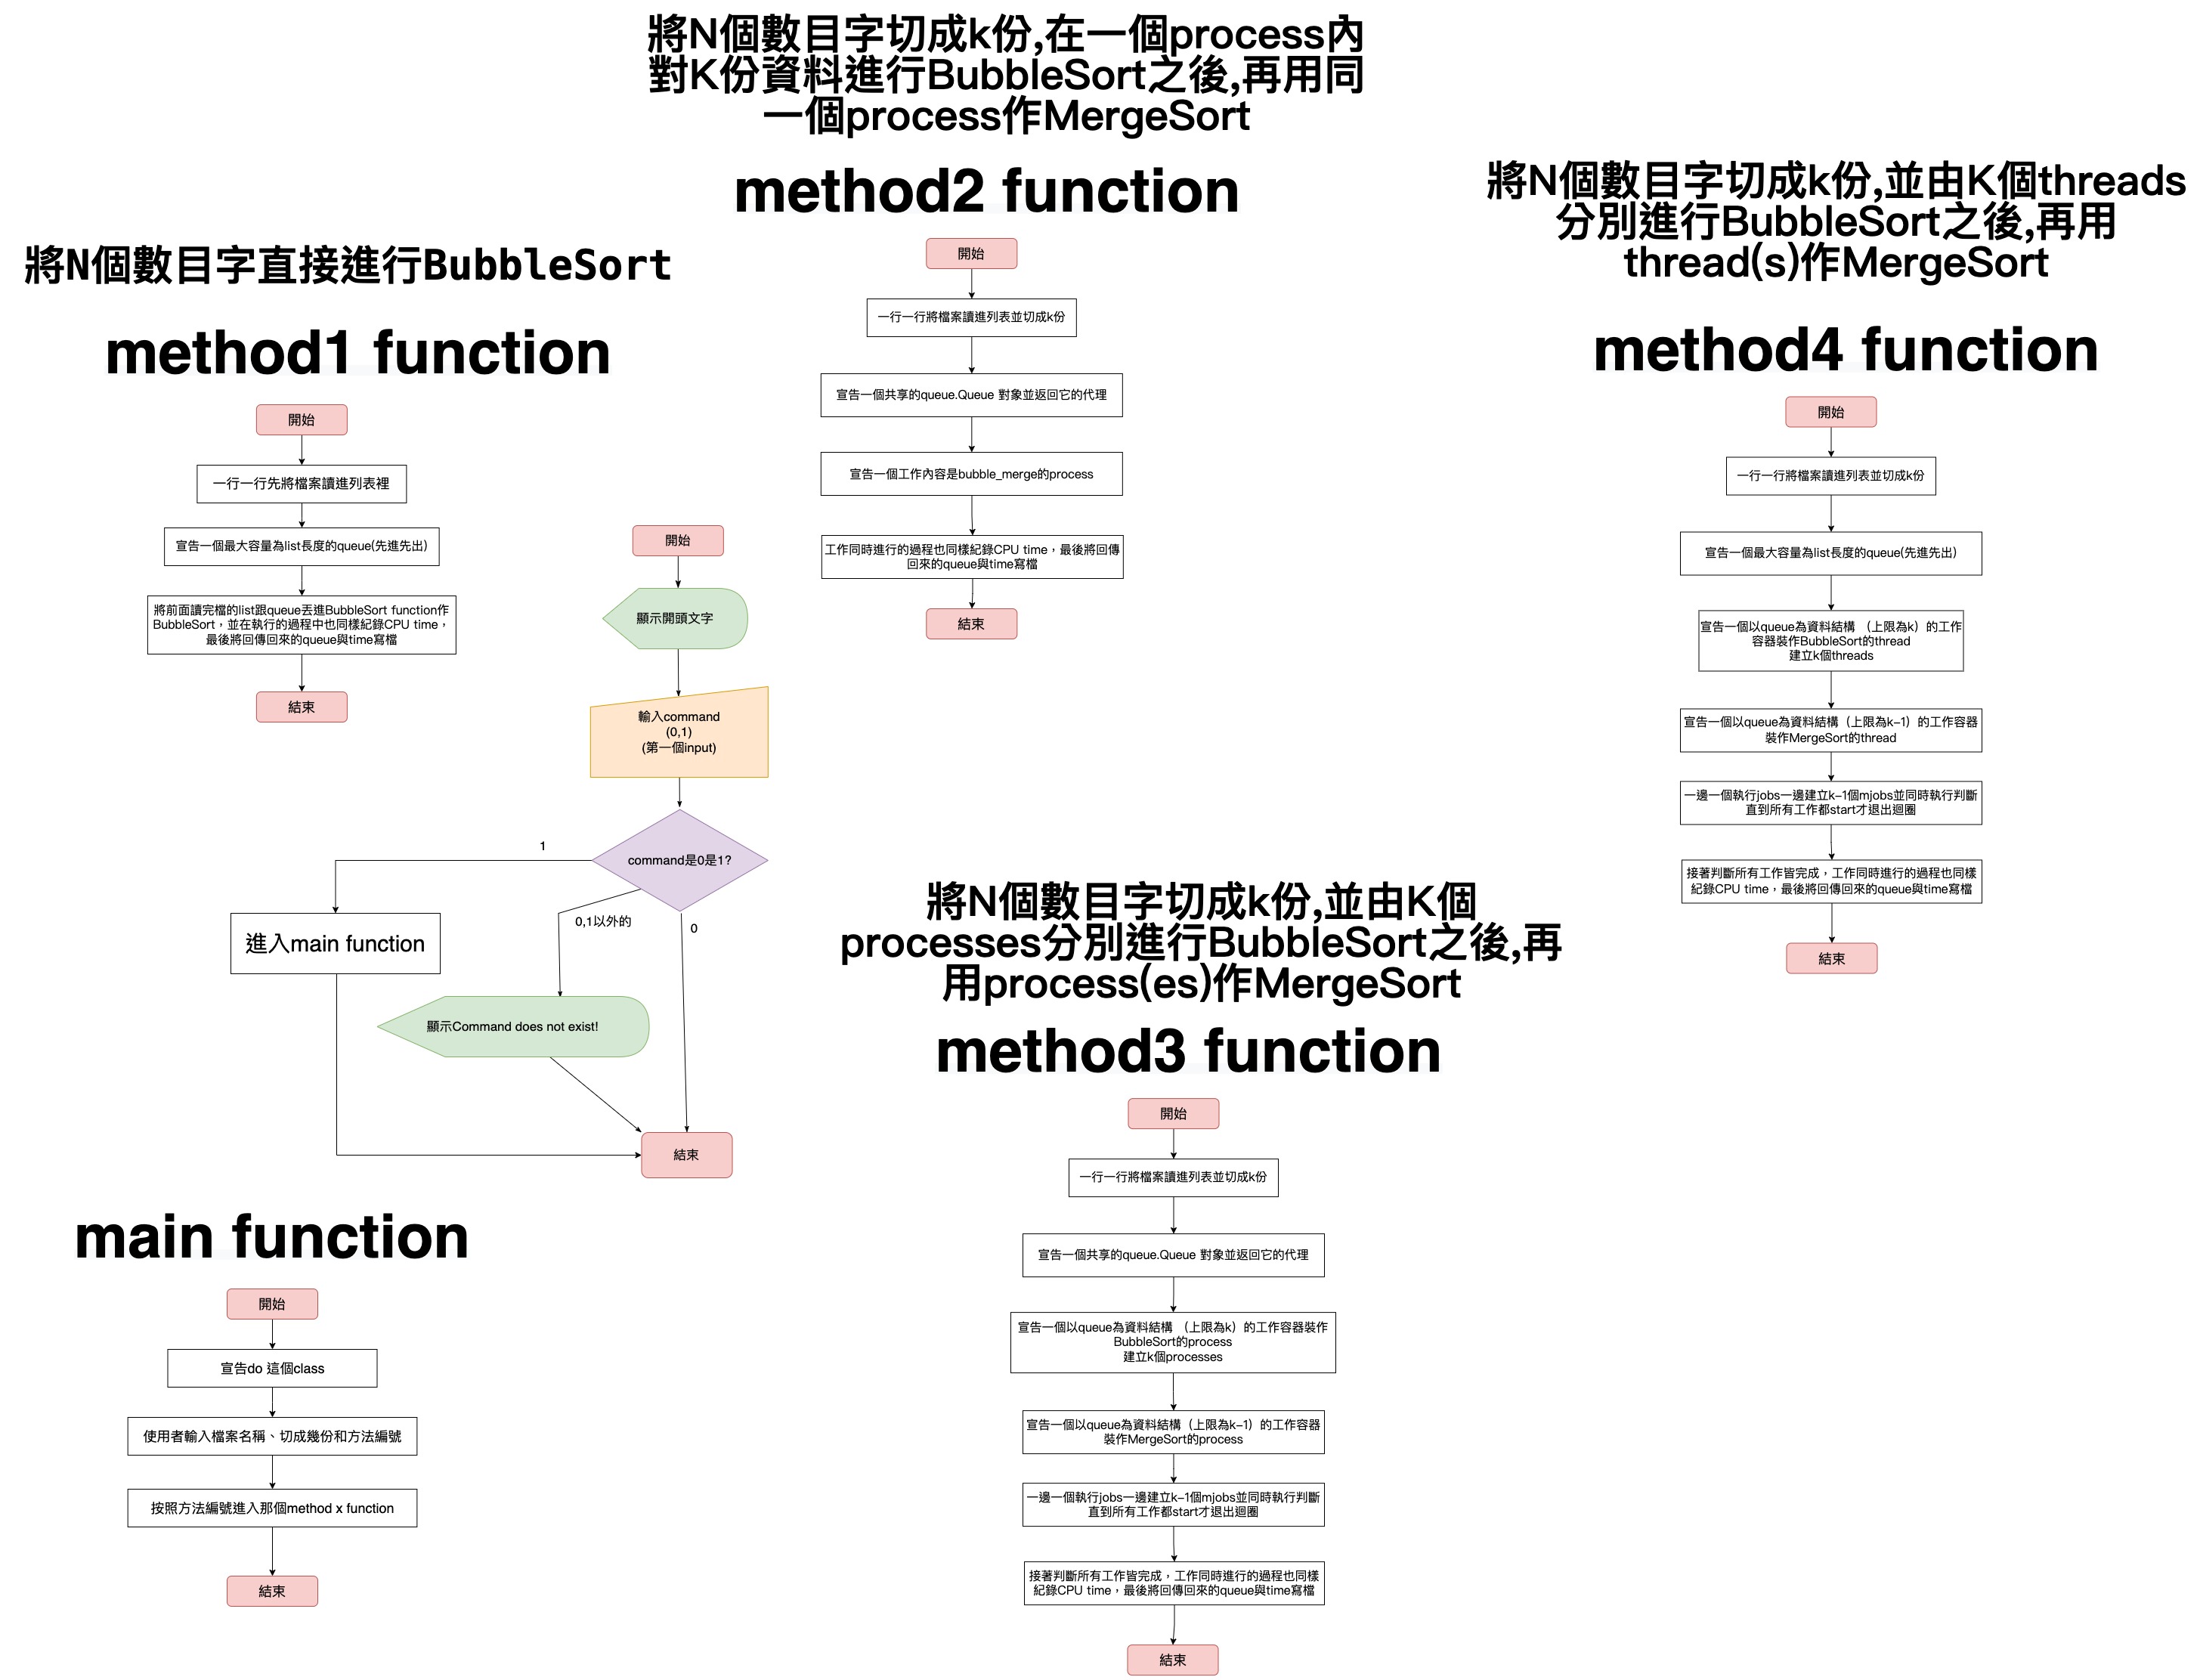 將N個數目字直接進行BubbleSort
method1 function
開始
一行一行先將檔案讀進列表裡
宣告一個最大容量為list長度的queue(先進先出)
將前面讀完檔的list跟queue丟進BubbleSort function作
BubbleSort，並在執行的過程中也同樣紀錄CPU time，
最後將回傳回來的queue與time寫檔
結束
開始
顯示開頭文字
輸入command
(0,1)
(第一個input)
command是0是1?
1
0,1以外的
0
進入main function
顯示Command does not exist!
結束
main function
開始
宣告do 這個class
使用者輸入檔案名稱、切成幾份和方法編號
按照方法編號進入那個method x function
結束
將N個數目字切成k份,在一個process內
對K份資料進行BubbleSort之後,再用同
一個process作MergeSort
method2 function
開始
一行一行將檔案讀進列表並切成k份
宣告一個共享的queue.Queue 對象並返回它的代理
宣告一個工作內容是bubble_merge的process
工作同時進行的過程也同樣紀錄CPU time，最後將回傳
回來的queue與time寫檔
結束
將N個數目字切成k份,並由K個
processes分別進行BubbleSort之後,再
用process(es)作MergeSort
method3 function
開始
一行一行將檔案讀進列表並切成k份
宣告一個共享的queue.Queue 對象並返回它的代理
宣告一個以queue為資料結構 （上限為k）的工作容器裝作
BubbleSort的process
建立k個processes
宣告一個以queue為資料結構（上限為k-1）的工作容器
裝作MergeSort的process
一邊一個執行jobs一邊建立k-1個mjobs並同時執行判斷
直到所有工作都start才退出迴圈
接著判斷所有工作皆完成，工作同時進行的過程也同樣
紀錄CPU time，最後將回傳回來的queue與time寫檔
結束
將N個數目字切成k份,並由K個threads
分別進行BubbleSort之後,再用
thread(s)作MergeSort
method4 function
開始
一行一行將檔案讀進列表並切成k份
宣告一個最大容量為list長度的queue(先進先出)
宣告一個以queue為資料結構 （上限為k）的工作
容器裝作BubbleSort的thread
建立k個threads
宣告一個以queue為資料結構（上限為k-1）的工作容器
裝作MergeSort的thread
一邊一個執行jobs一邊建立k-1個mjobs並同時執行判斷
直到所有工作都start才退出迴圈
接著判斷所有工作皆完成，工作同時進行的過程也同樣
紀錄CPU time，最後將回傳回來的queue與time寫檔
結束